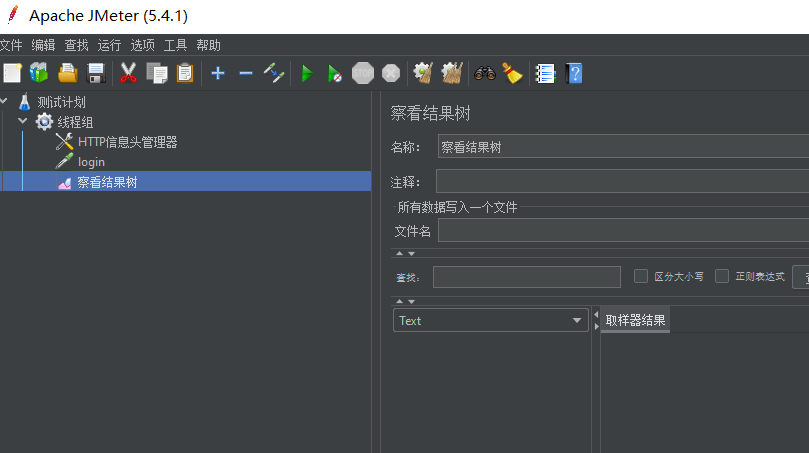 Apache JMeter (5.4.1)
文件 编辑 查找 运行 选项 工具 帮助
STOP
测试计划
线程组
HTTP信息头管理器
login
察看结果树
察看结果树
名称： 察看结果树
注释：
所有数据写入一个文件
文件名
查找： 区分大小写 正则表达式
Text 取样器结果